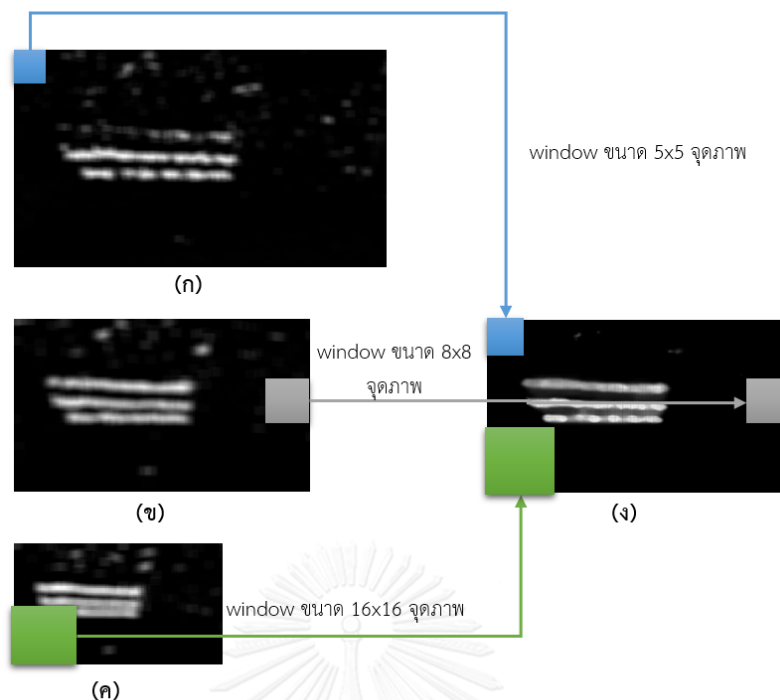 window ขนาด 5x5 จุดภาพ
(ก)
window ขนาด 8x8
จุดภาพ
(ข)
(ง)
window ขนาด 16x16 จุดภาพ
(ค)